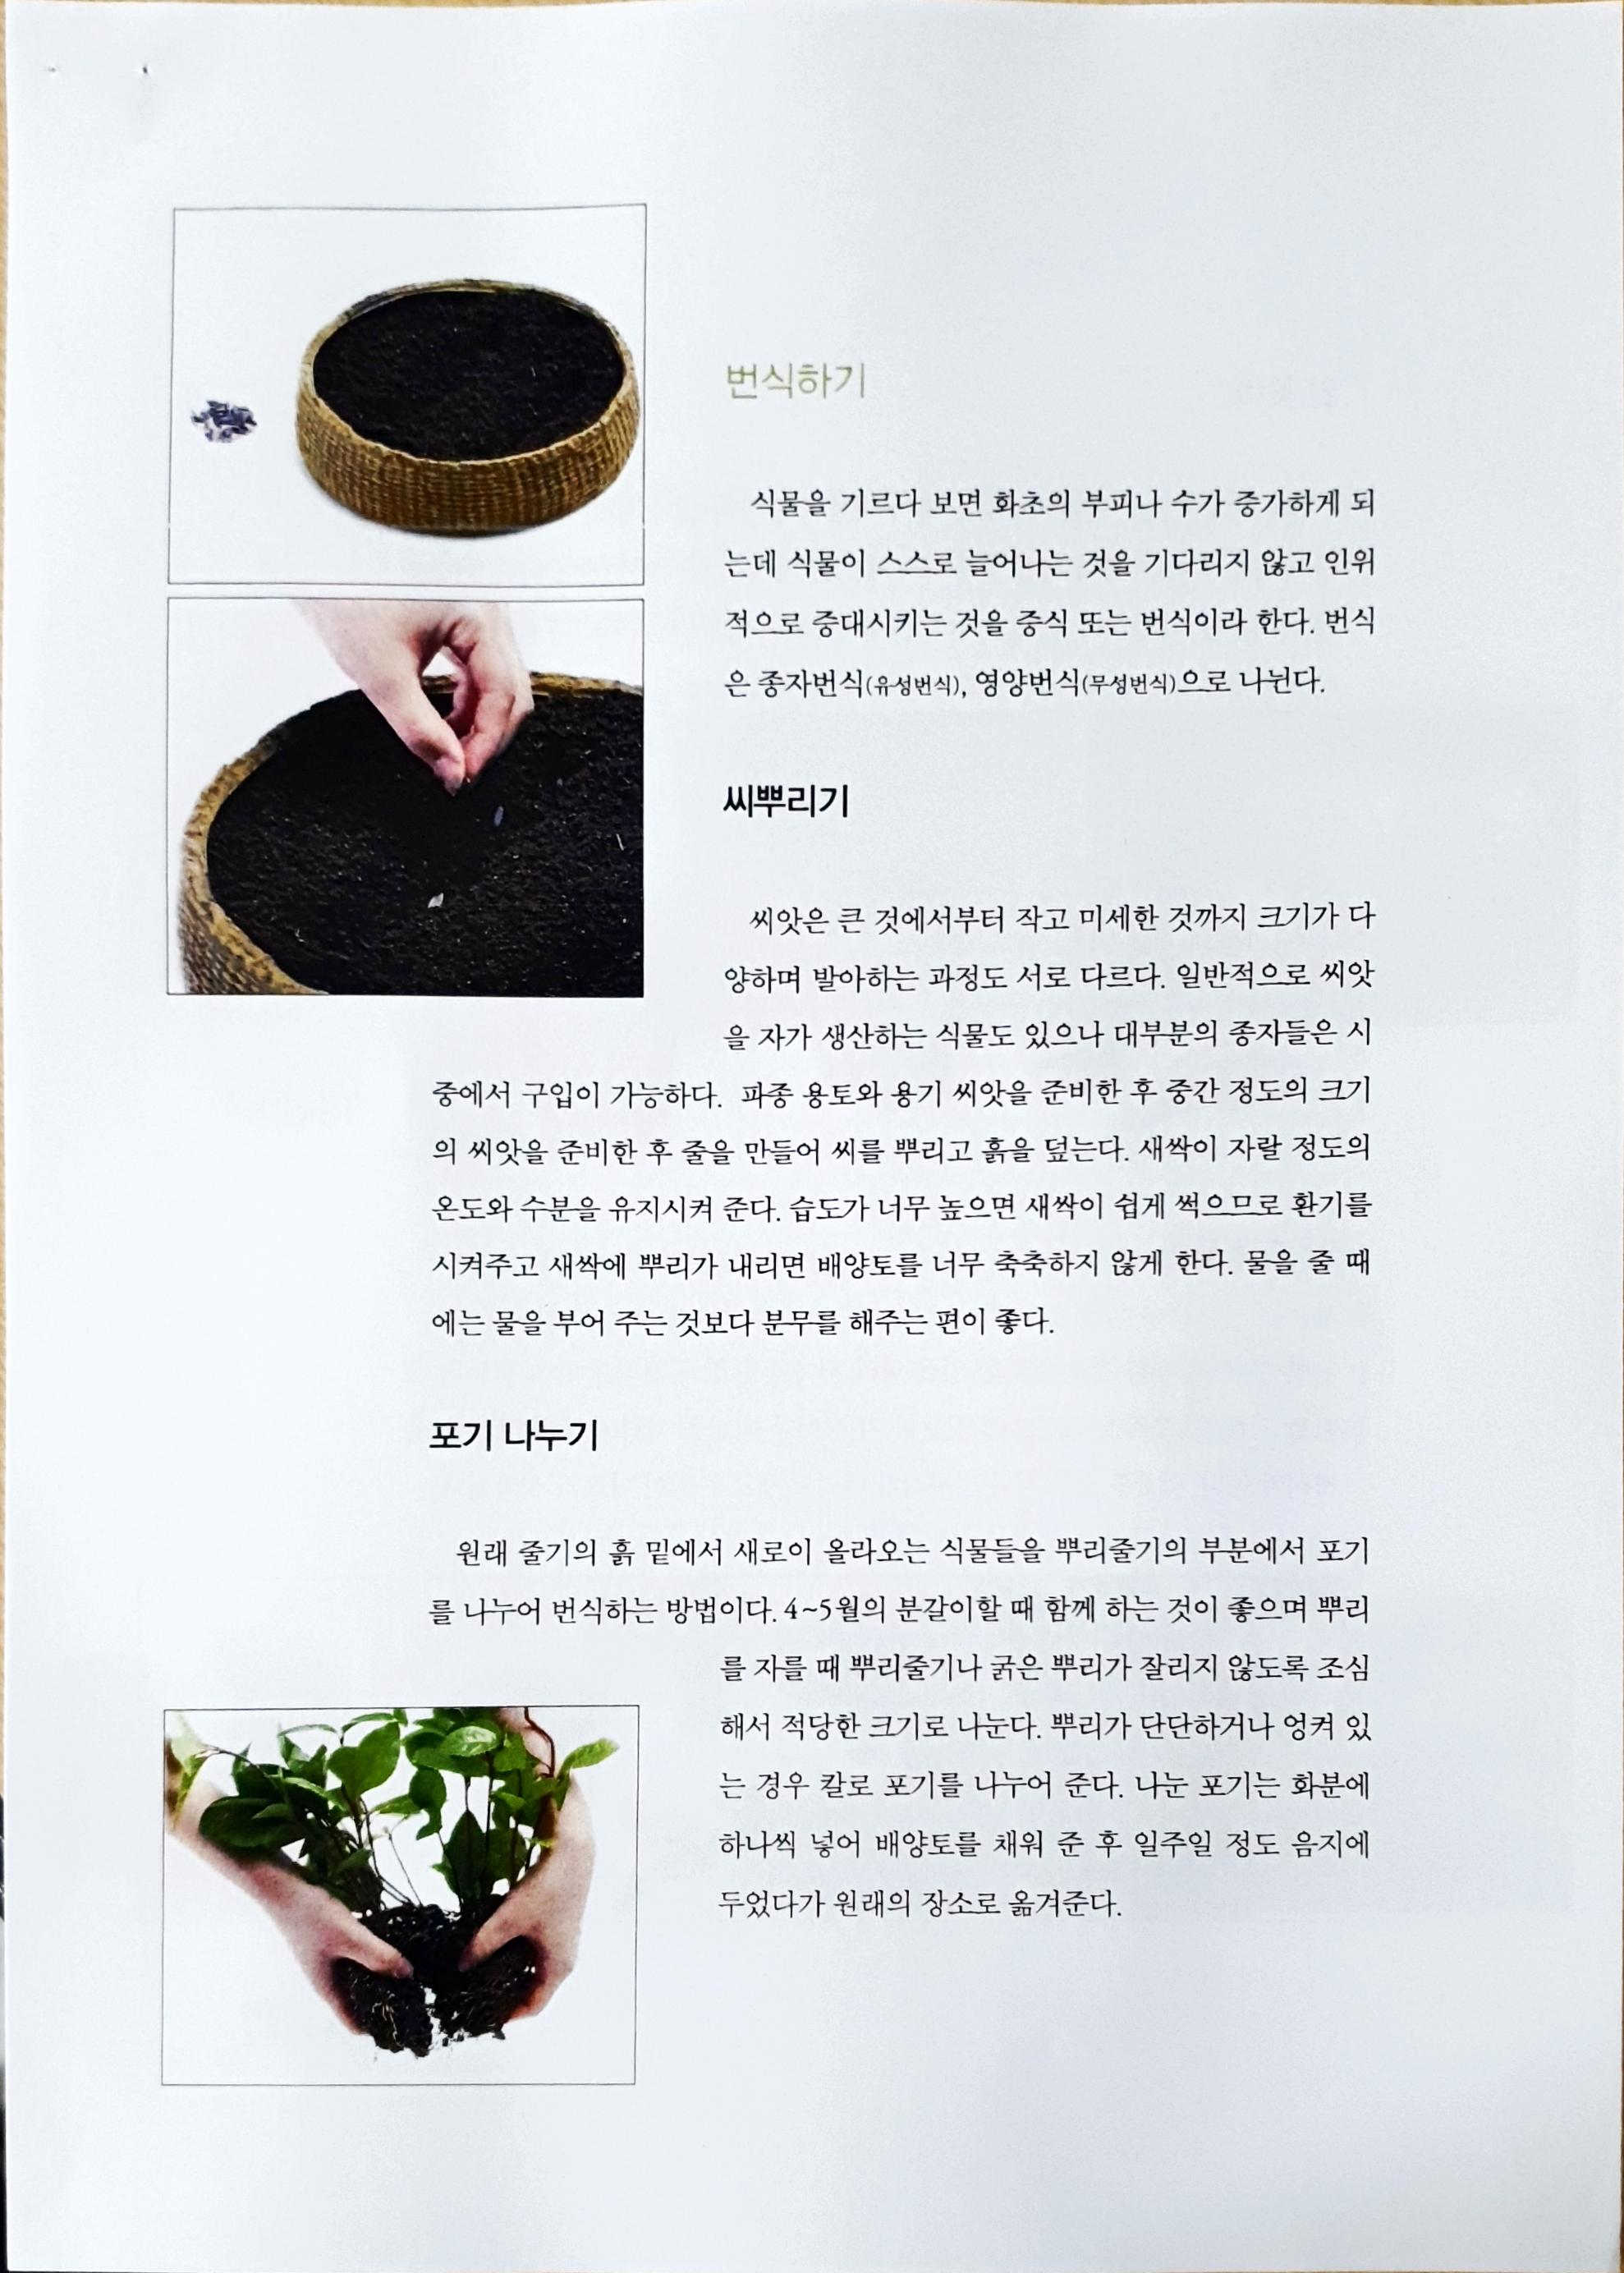 번식하기
식물을 기르다 보면 화초의 부피나 수가 증가하게 되
는데 식물이 스스로 늘어나는 것을 기다리지 않고 인위
적으로 증대시키는 것을 증식 또는 번식이라 한다. 번식
은 종자번식(유성번식), 영양번식(무성번식)으로 나뉜다.
씨뿌리기
씨앗은 큰 것에서부터 작고 미세한 것까지 크기가 다
양하며 발아하는 과정도 서로 다르다. 일반적으로 씨앗
을 자가 생산하는 식물도 있으나 대부분의 종자들은 시
중에서 구입이 가능하다. 파종 용토와 용기 씨앗을 준비한 후 중간 정도의 크기
의 씨앗을 준비한 후 줄을 만들어 씨를 뿌리고 흙을 덮는다. 새싹이 자랄 정도의
온도와 수분을 유지시켜 준다. 습도가 너무 높으면 새싹이 쉽게 썩으므로 환기를
시켜주고 새싹에 뿌리가 내리면 배양토를 너무 축축하지 않게 한다. 물을 줄 때
에는 물을 부어 주는 것보다 분무를 해주는 편이 좋다.
포기 나누기
원래 줄기의 흙 밑에서 새로이 올라오는 식물들을 뿌리줄기의 부분에서 포기
를 나누어 번식하는 방법이다. 4~5월의 분갈이할 때 함께 하는 것이 좋으며 뿌리
를 자를 때 뿌리줄기나 굵은 뿌리가 잘리지 않도록 조심
해서 적당한 크기로 나눈다. 뿌리가 단단하거나 엉켜 있
는 경우 칼로 포기를 나누어 준다. 나눈 포기는 화분에
하나씩 넣어 배양토를 채워 준 후 일주일 정도 음지에
두었다가 원래의 장소로 옮겨준다.